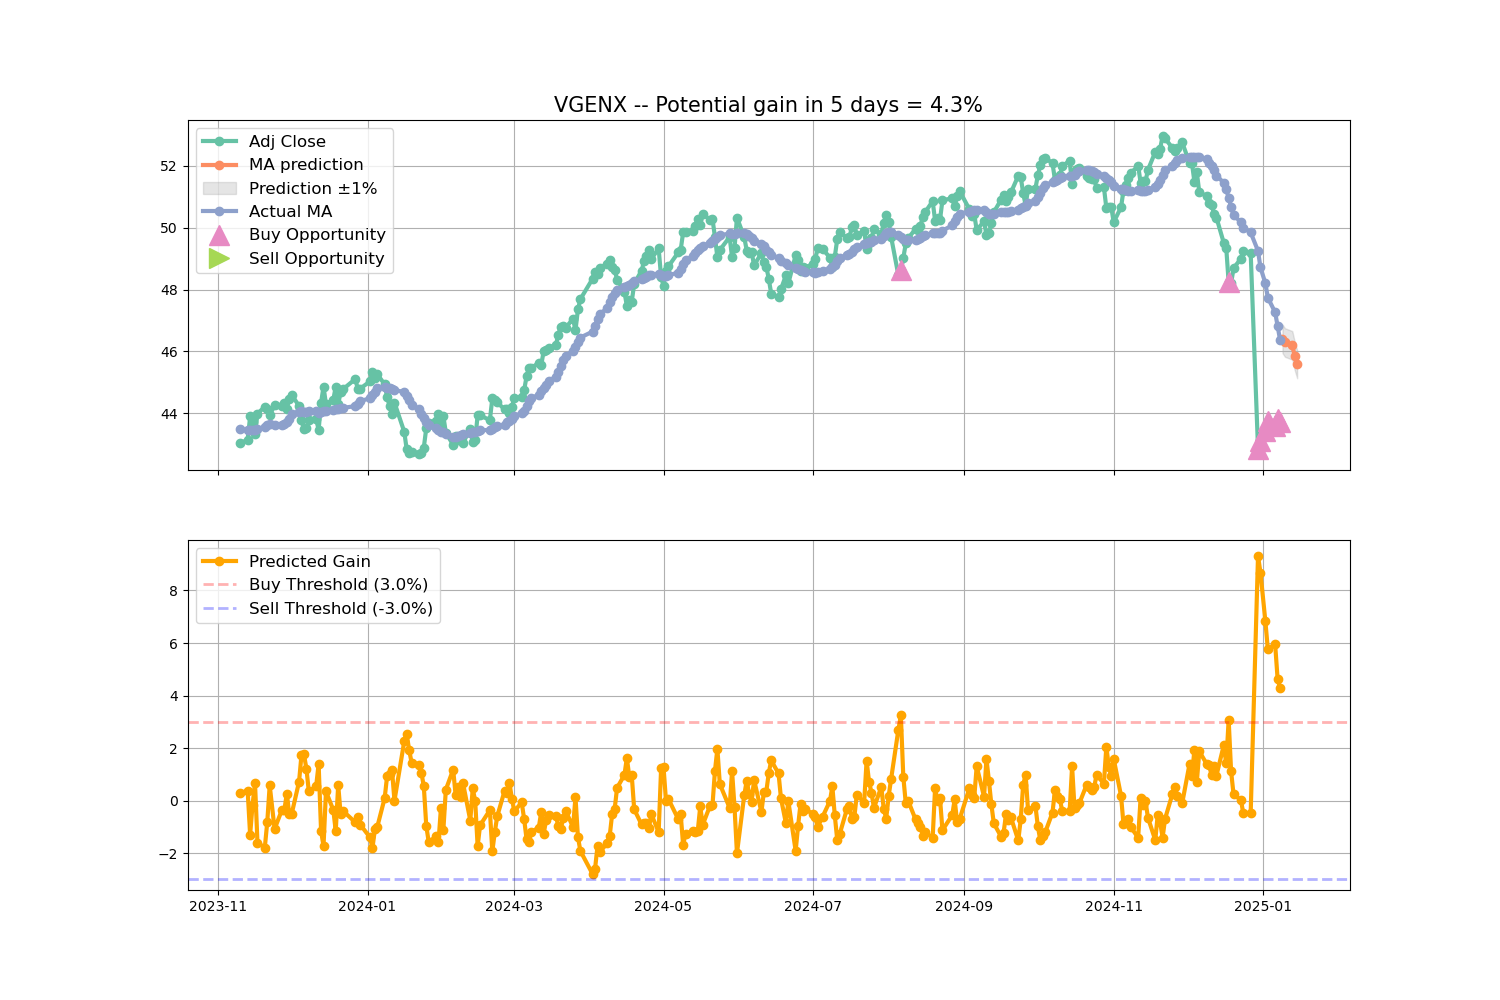 VGENX -- Potential gain in 5 days = 4.3%
Adj Close
MA prediction
Prediction ±1%
Actual MA
Buy Opportunity
Sell Opportunity
52
50
48
46
44
Predicted Gain
Buy Threshold (3.0%)
Sell Threshold (-3.0%)
8
6
4
2
0
−2
2023-11 2024-01 2024-03 2024-05 2024-07 2024-09 2024-11 2025-01